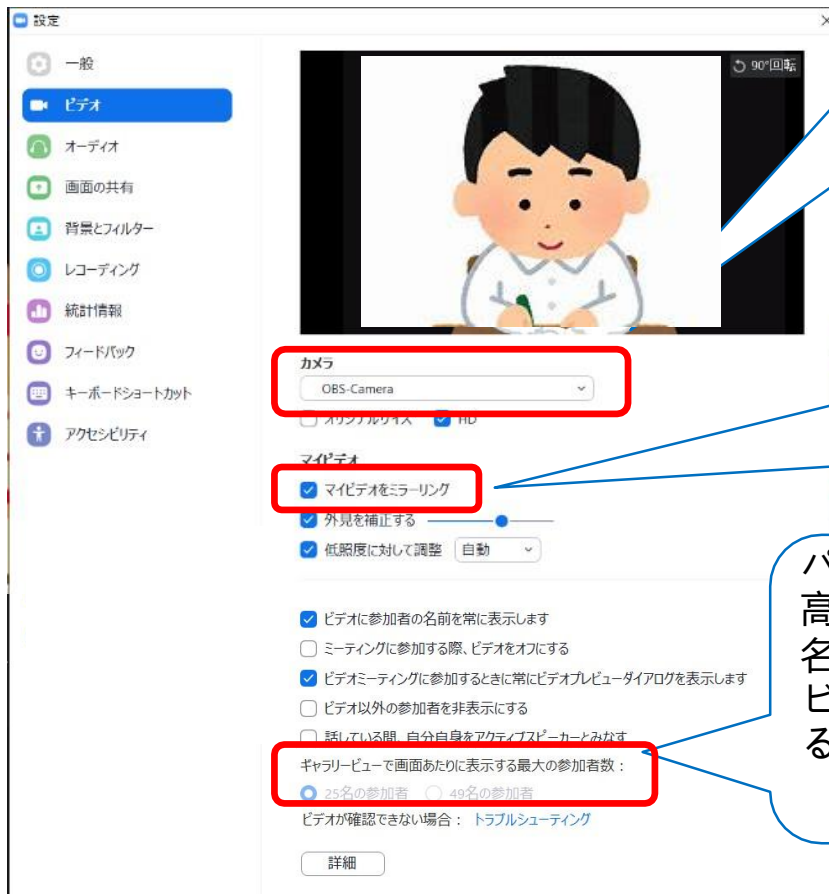 設定
一般
ビデオ
オーディオ
画面の共有
背景とフィルター
レコーディング
統計情報
フィードバック
キーボードショートカット
アクセシビリティ
90°回転
カメラ
OBS-Camera
オリジナルサイズ HD
マイビデオ
マイビデオをミラーリング
外見を補正する
低照度に対して調整 自動
ビデオに参加者の名前を常に表示します
ミーティングに参加する際、ビデオをオフにする
ビデオミーティングに参加するときに常にビデオプレビューダイアログを表示します
ビデオ以外の参加者を非表示にする
話している間、自分自身をアクティブスピーカーとみなす
ギャラリービューで画面あたりに表示する最大の参加者数：
25名の参加者 49名の参加者
ビデオが確認できない場合： トラブルシューティング
詳細
パ
高
名
ビ
る